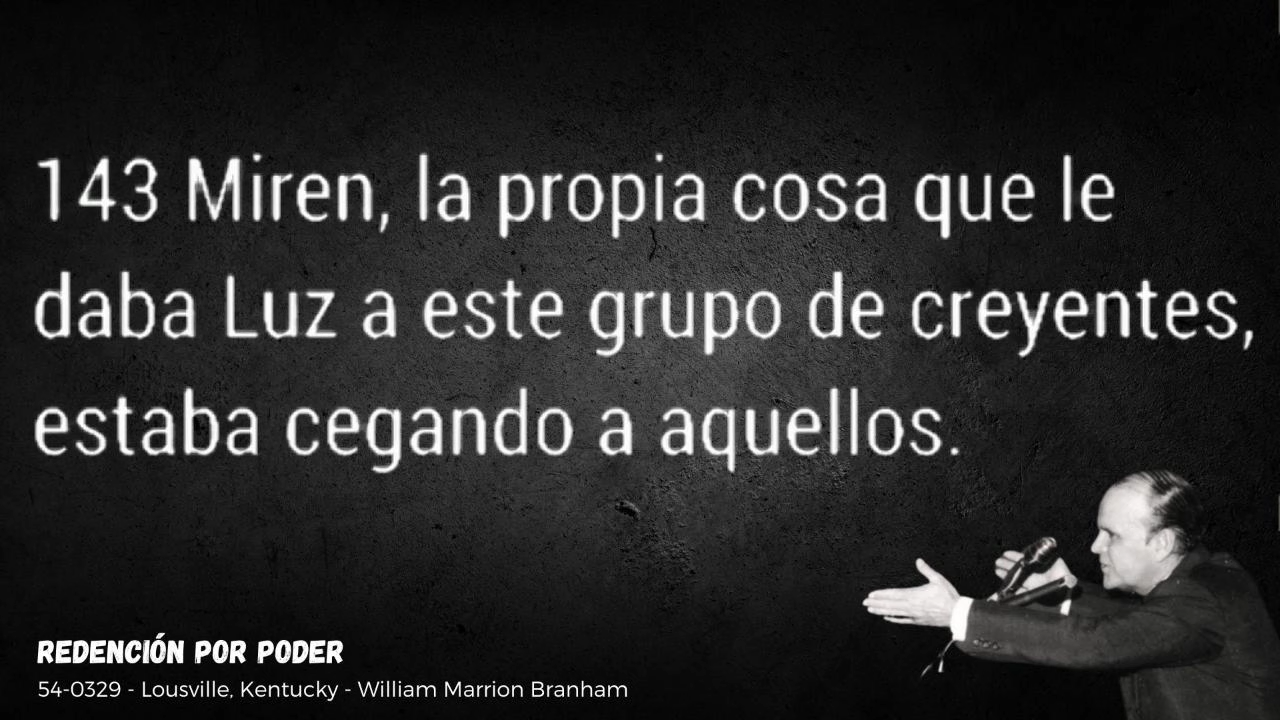 143 Miren, la propia cosa que le
daba Luz a este grupo de creyentes,
estaba cegando a aquellos.
REDENCIÓN POR PODER
54-0329 - Lousville, Kentucky - William Marrion Branham